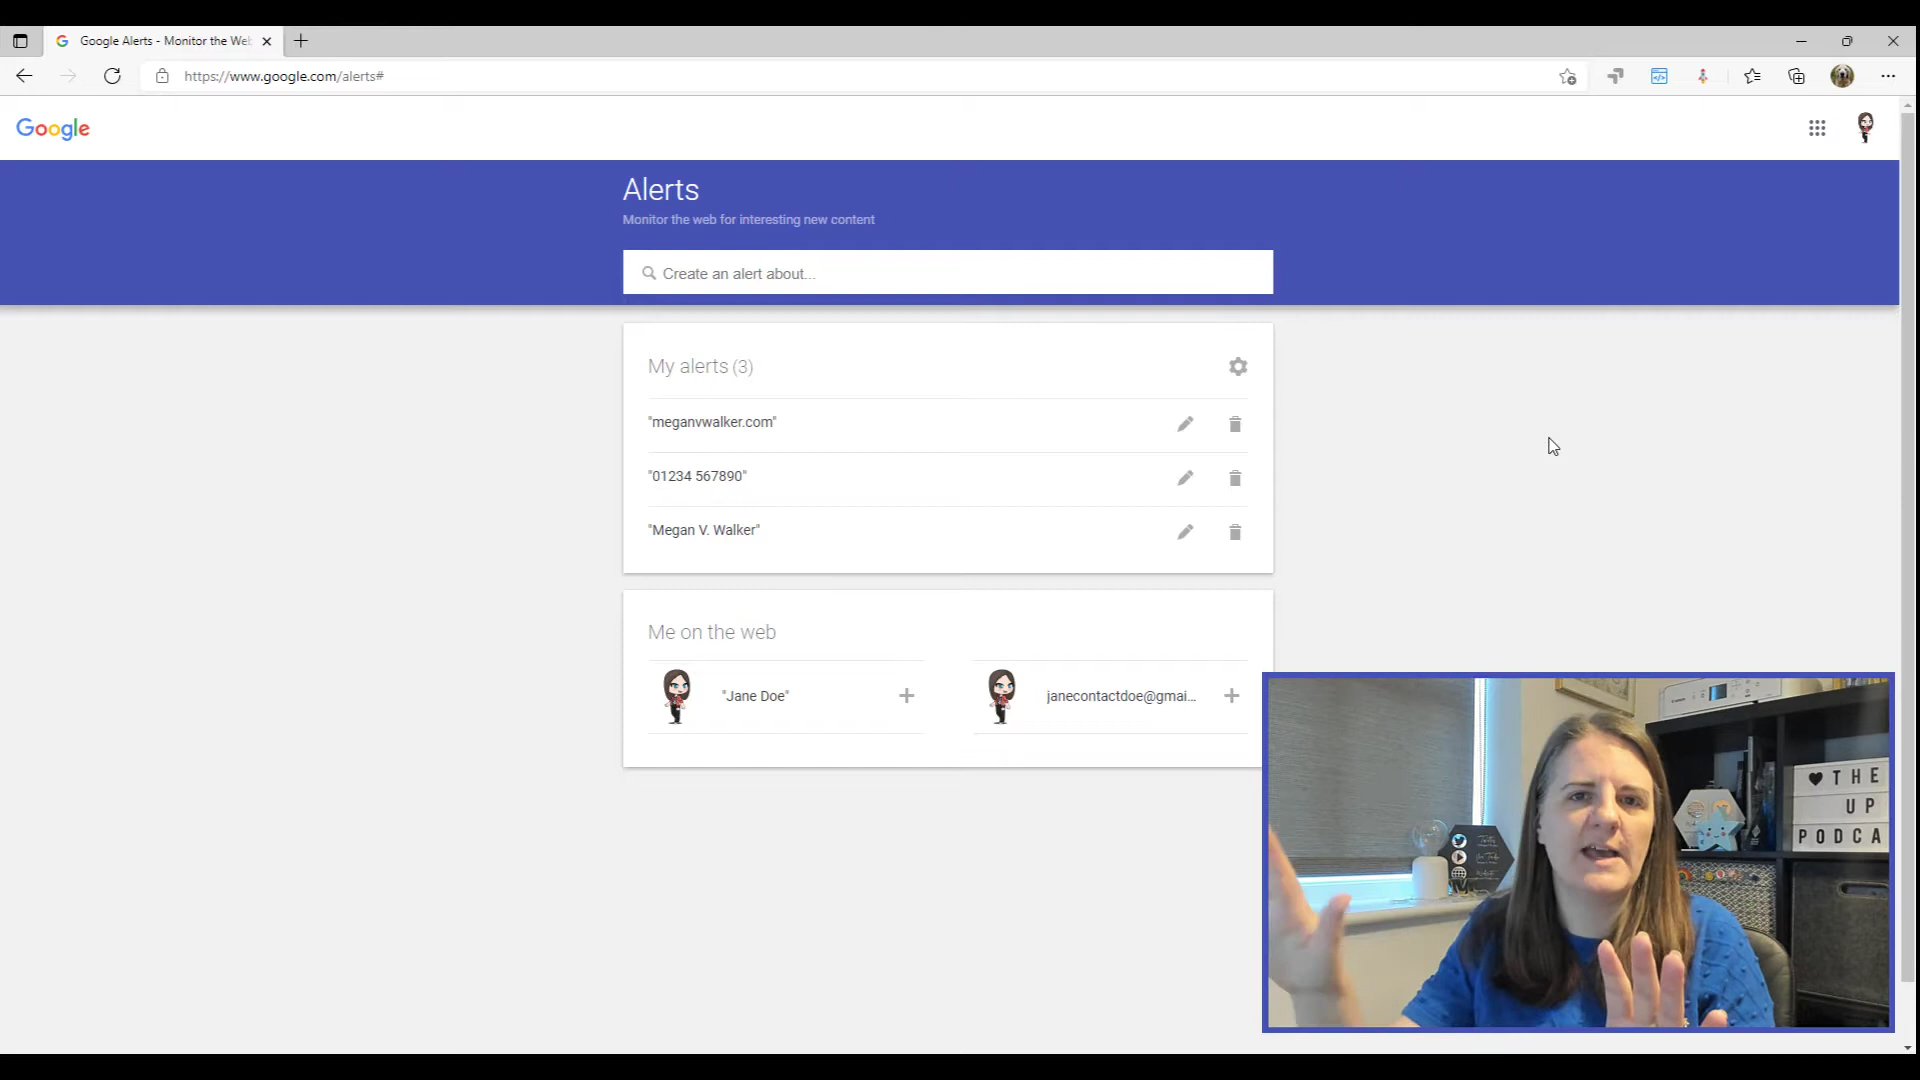 Google Alerts - Monitor the Web
https://www.google.com/alerts#
Google
Alerts
Monitor the web for interesting new content
Create an alert about...
My alerts (3)
"meganvwalker.com"
"01234 567890"
"Megan V. Walker"
Me on the web
"Jane Doe"
janecontactdoe@gmai...
THE
UP
PODCA